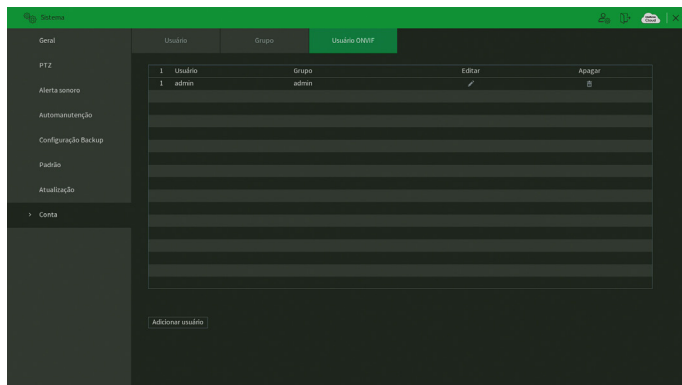 Sistema
Geral
PTZ
Alerta sonoro
Automanutenção
Configuração Backup
Padrão
Atualização
> Conta
Usuário Grupo Usuário ONVIF
1 Usuário Grupo Editar Apagar
1 admin admin
Adicionar usuário